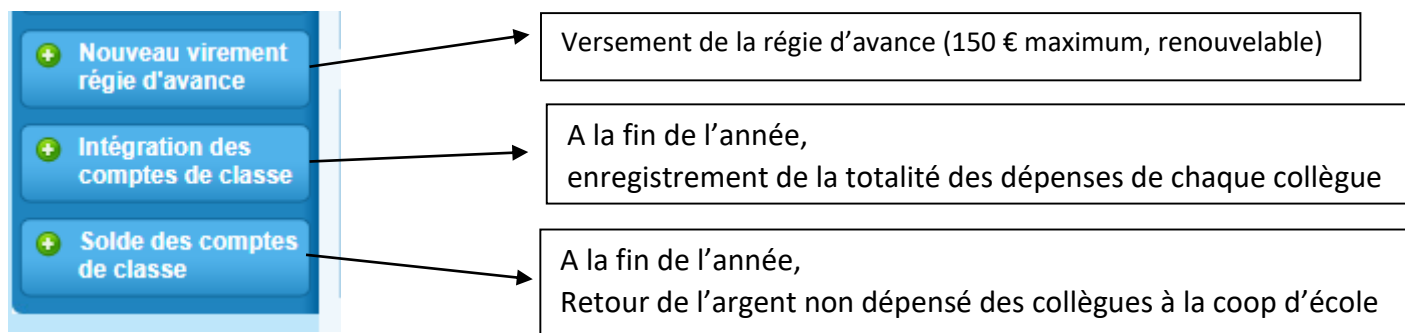 Nouveau virement
régie d'avance
Versement de la régie d’avance (150 € maximum, renouvelable)
Intégration des
comptes de classe
A la fin de l’année,
enregistrement de la totalité des dépenses de chaque collègue
Solde des comptes
de classe
A la fin de l’année,
Retour de l’argent non dépensé des collègues à la coop d’école